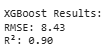 XGBoost Results:
RMSE: 8.43
R²: 0.90